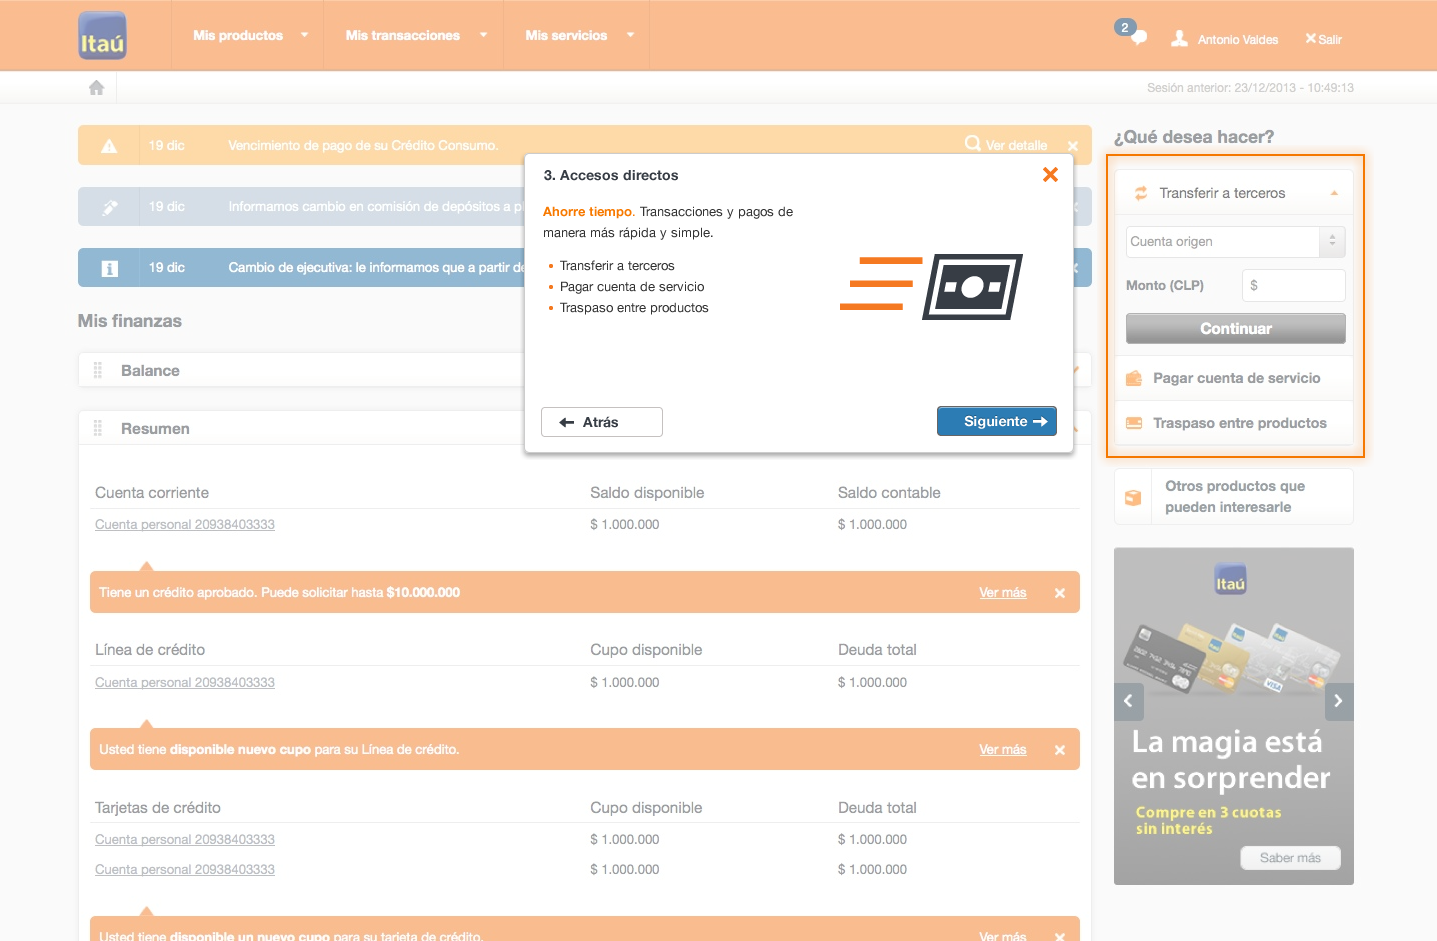 Itaú
Mis productos
Mis transacciones
Mis servicios
2
Antonio Valdes
Salir
Sesión anterior: 23/12/2013 - 10:49:13
19 dic
Vencimiento de pago de su Crédito Consumo.
Ver detalle
19 dic
Informamos cambio en comisión de depósitos a
19 dic
Cambio de ejecutiva: le informamos que a partir de
3. Accesos directos
Ahorre tiempo. Transacciones y pagos de
manera más rápida y simple.
Transferir a terceros
Pagar cuenta de servicio
Traspaso entre productos
Atrás
Siguiente
¿Qué desea hacer?
Transferir a terceros
Cuenta origen
Monto (CLP)
$
Continuar
Pagar cuenta de servicio
Traspaso entre productos
Otros productos que
pueden interesarle
Mis finanzas
Balance
Resumen
Cuenta corriente
Saldo disponible
Saldo contable
Cuenta personal 20938403333
$ 1.000.000
$ 1.000.000
Tiene un crédito aprobado. Puede solicitar hasta $10.000.000
Ver más
Línea de crédito
Cupo disponible
Deuda total
Cuenta personal 20938403333
$ 1.000.000
$ 1.000.000
Usted tiene disponible nuevo cupo para su Línea de crédito.
Ver más
Tarjetas de crédito
Cupo disponible
Deuda total
Cuenta personal 20938403333
$ 1.000.000
$ 1.000.000
Cuenta personal 20938403333
$ 1.000.000
$ 1.000.000
Usted tiene disponible un nuevo cupo para su tarjeta de crédito.
Ver más
Itaú
VISA
La magia está
en sorprender
Compre en 3 cuotas
sin interés
Saber más